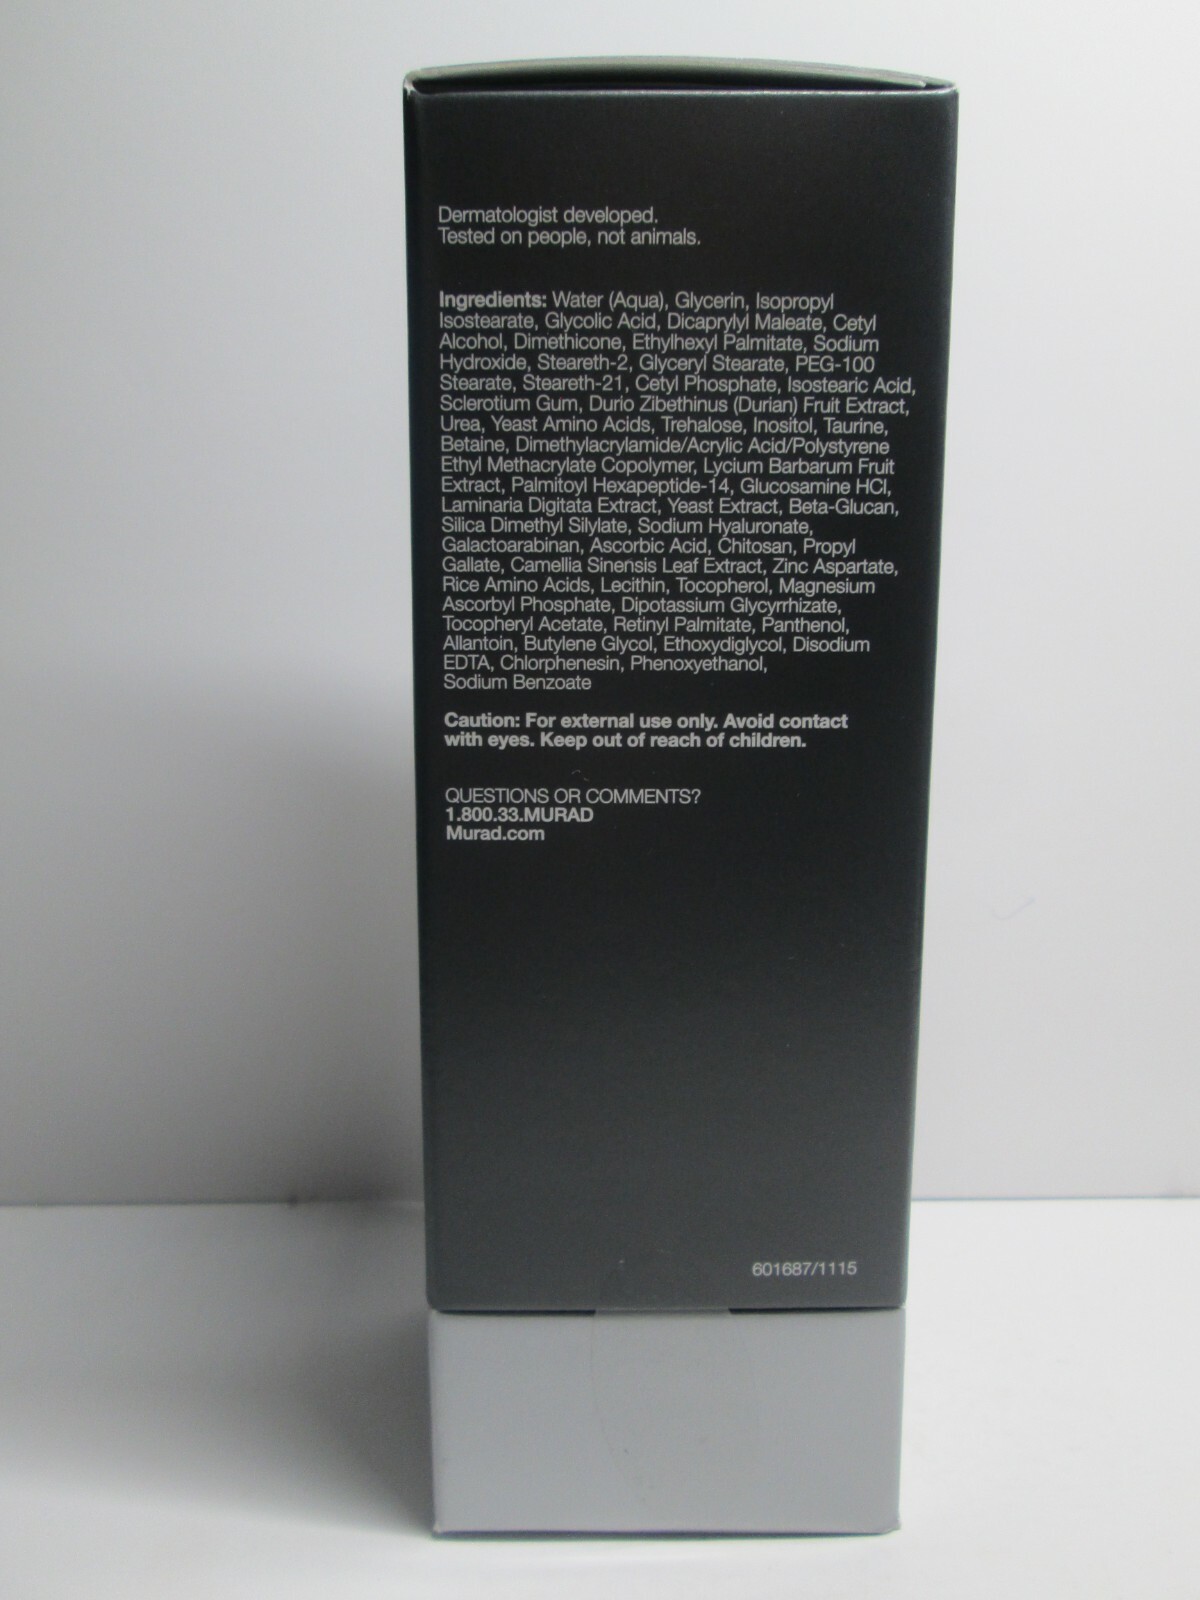 Dermatologist developed.
Tested on people, not animals.
Ingredients: Water (Aqua), Glycerin, Isopropyl
Isostearate, Glycolic Acid, Dicaprylyl Maleate, Cetyl
Alcohol, Dimethicone, Ethylhexyl Palmitate, Sodium
Hydroxide, Steareth-2, Glyceryl Stearate, PEG-100
Stearate, Steareth-21, Cetyl Phosphate, Isostearic Acid,
Sclerotium Gum, Durio Zibethinus (Durian) Fruit Extract,
Urea, Yeast Amino Acids, Trehalose, Inositol, Taurine,
Betaine, Dimethylacrylamide/Acrylic Acid/Polystyrene
Ethyl Methacrylate Copolymer, Lycium Barbarum Fruit
Extract, Palmitoyl Hexapeptide-14, Glucosamine HCl,
Laminaria Digitata Extract, Yeast Extract, Beta-Glucan,
Silica Dimethyl Silylate, Sodium Hyaluronate,
Galactoarabinan, Ascorbic Acid, Chitosan, Propyl
Gallate, Camellia Sinensis Leaf Extract, Zinc Aspartate,
Rice Amino Acids, Lecithin, Tocopherol, Magnesium
Ascorbyl Phosphate, Dipotassium Glycyrrhizate,
Tocopheryl Acetate, Retinyl Palmitate, Panthenol,
Allantoin, Butylene Glycol, Ethoxydiglycol, Disodium
EDTA, Chlorphenesin, Phenoxyethanol,
Sodium Benzoate
Caution: For external use only. Avoid contact
with eyes. Keep out of reach of children.
QUESTIONS OR COMMENTS?
1.800.33.MURAD
Murad.com
601687/1115